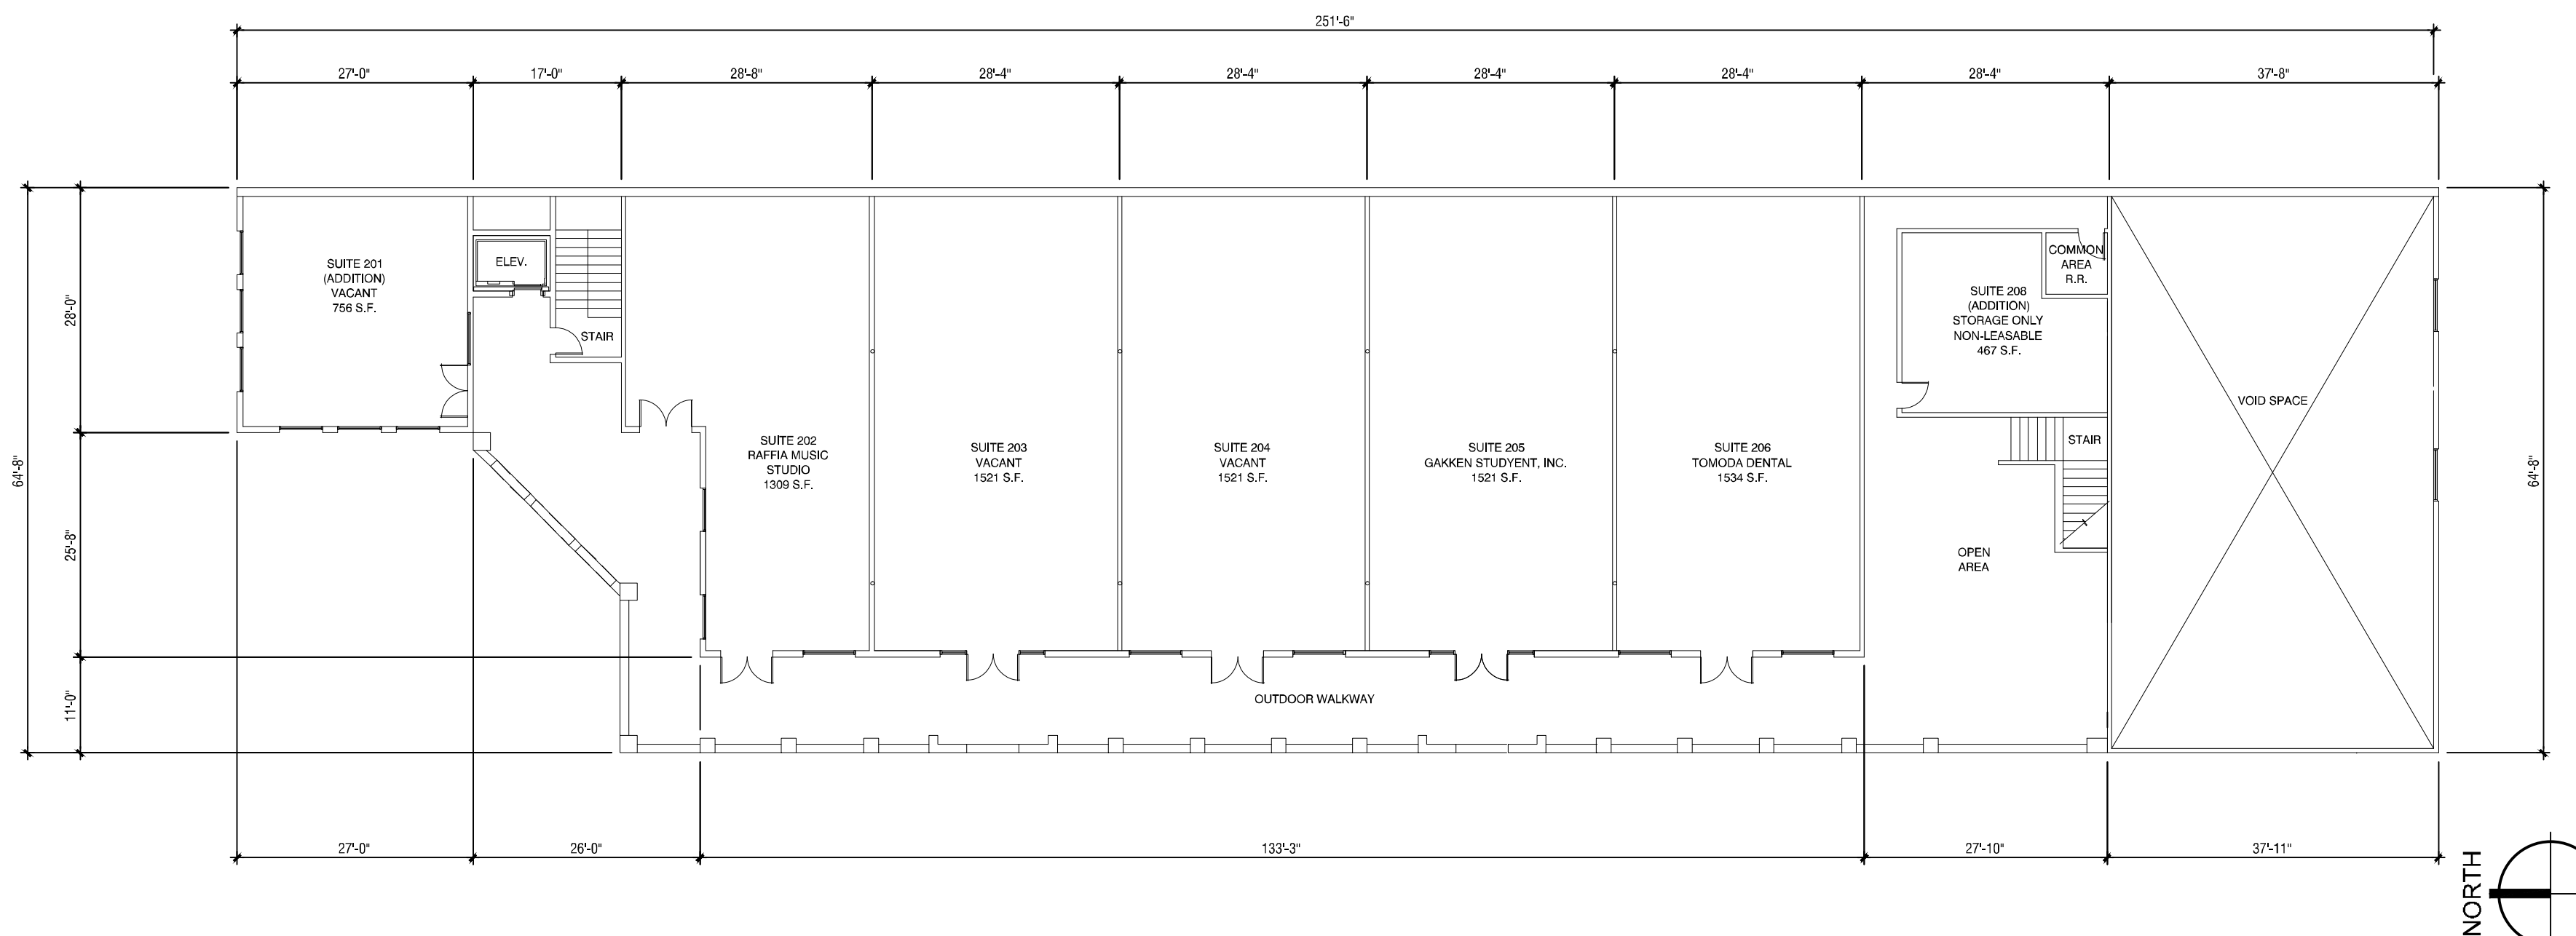 251'-6"
27'-0"
17'-0"
28'-8"
28'-4"
28'-4"
28'-4"
28'-4"
28'-4"
37'-8"
64'-8"
28'-0"
25'-8"
11'-0"
SUITE 201
(ADDITION)
VACANT
756 S.F.
ELEV.
STAIR
SUITE 202
RAFFIA MUSIC
STUDIO
1309 S.F.
SUITE 203
VACANT
1521 S.F.
SUITE 204
VACANT
1521 S.F.
SUITE 205
GAKKEN STUDYENT, INC.
1521 S.F.
SUITE 206
TOMODA DENTAL
1534 S.F.
COMMON
AREA
R.R.
SUITE 208
(ADDITION)
STORAGE ONLY
NON-LEASABLE
467 S.F.
STAIR
OPEN
AREA
VOID SPACE
64'-8"
OUTDOOR WALKWAY
27'-0"
26'-0"
133'-3"
27'-10"
37'-11"
NORTH